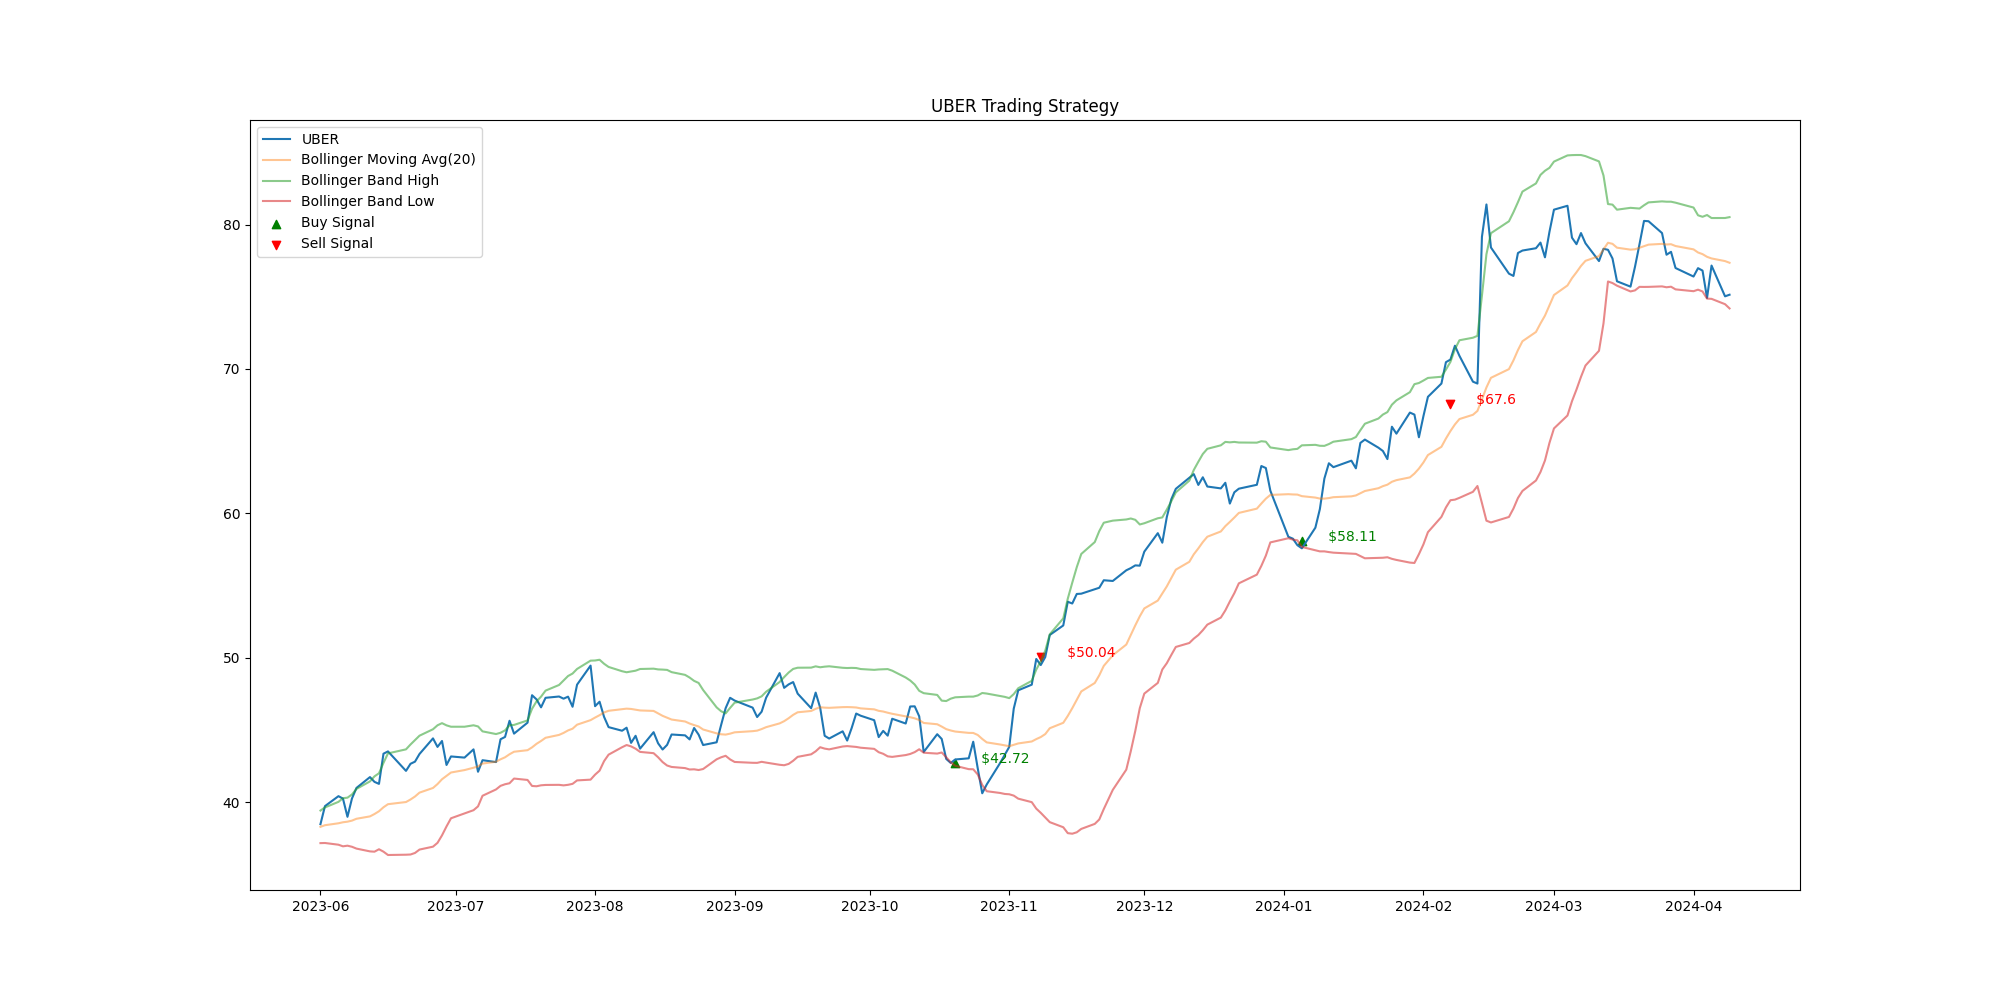 UBER Trading Strategy
UBER
Bollinger Moving Avg(20)
Bollinger Band High
Bollinger Band Low
Buy Signal
Sell Signal
80
70
60
50
40
$67.6
$58.11
$50.04
$42.72
2023-06 2023-07 2023-08 2023-09 2023-10 2023-11 2023-12 2024-01 2024-02 2024-03 2024-04